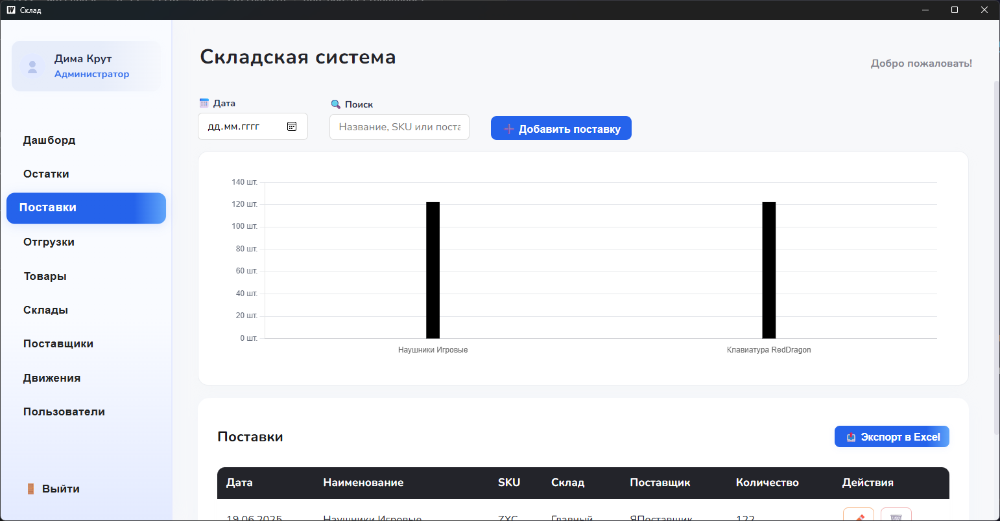 W Склад
Дима Крут
Администратор
Дашборд
Остатки
Поставки
Отгрузки
Товары
Склады
Поставщики
Движения
Пользователи
Выйти
Складская система
Добро пожаловать!
Дата
Поиск
дд.мм.гггг
Название, SKU или поста
Добавить поставку
140 шт.
120 шт.
100 шт.
80 шт.
60 шт.
40 шт.
20 шт.
0 шт.
Наушники Игровые
Клавиатура RedDragon
Поставки
Экспорт в Excel
Дата Наименование SKU Склад Поставщик Количество Действия
19.06.2025 Наушники Игровые ZXC Главный ЯПоставщик 122